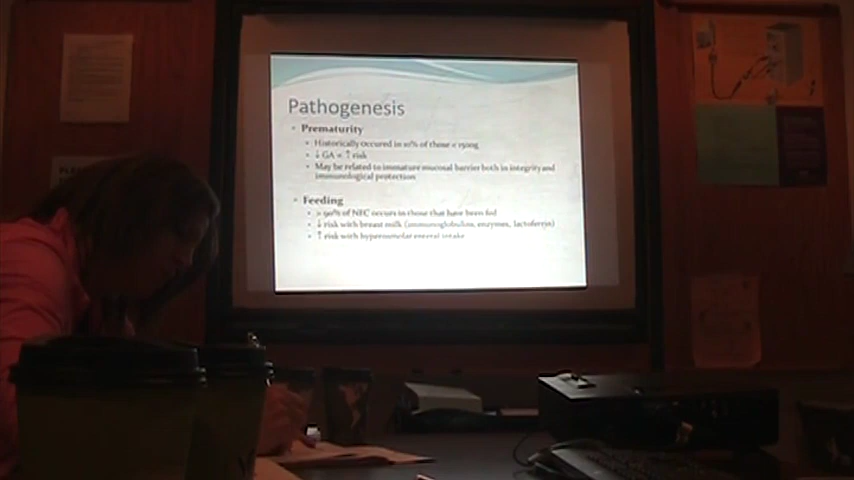 Pathogenesis
• Prematurity
• Historically occured in 10% of those < 1500g
• ↓ GA = ↑ risk
• May be related to immature mucosal barrier both in integrity and
immunological protection
• Feeding
• > 90% of NEC occurs in those that have been fed
• ↓ risk with breast milk (immunoglobulins, enzymes, lactoferrin)
• ↑ risk with hyperosmolar enteral intake